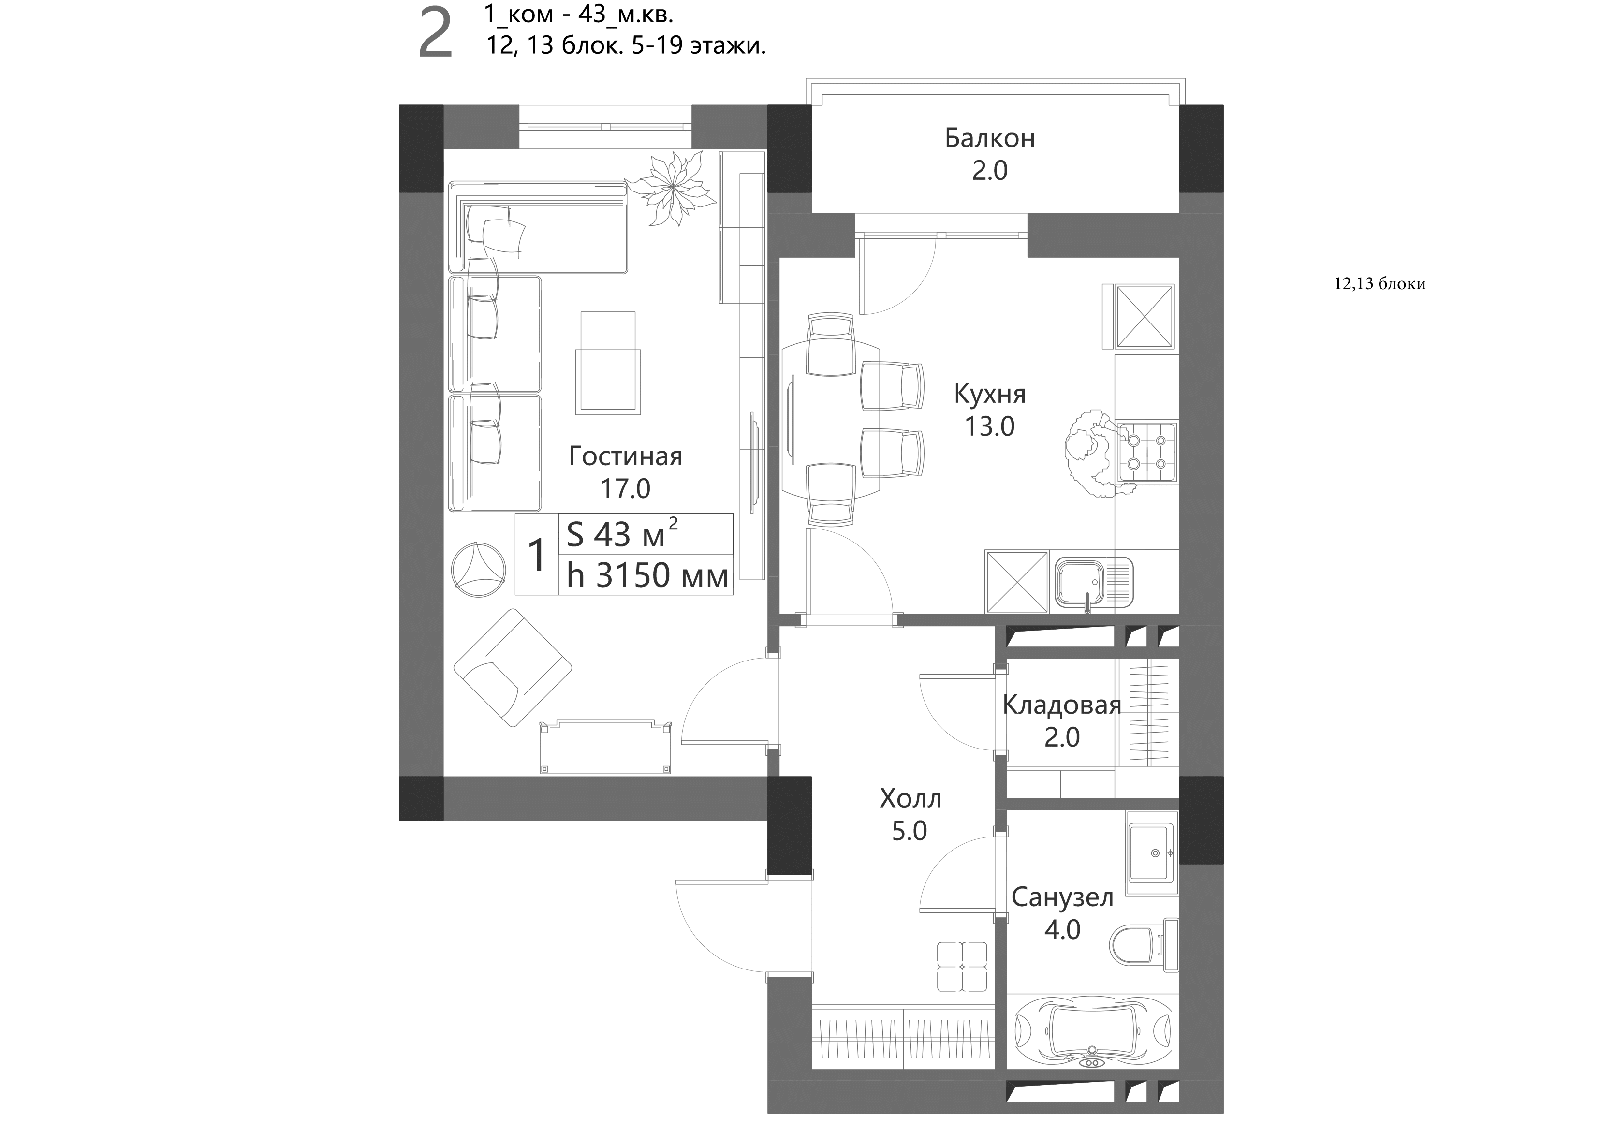 2
1_ком - 43_м.кв.
12, 13 блок. 5-19 этажи.
Балкон
2.0
12,13 блоки
Кухня
13.0
Гостиная
17.0
1
S 43 м²
h 3150 мм
Кладовая
2.0
Холл
5.0
Санузел
4.0